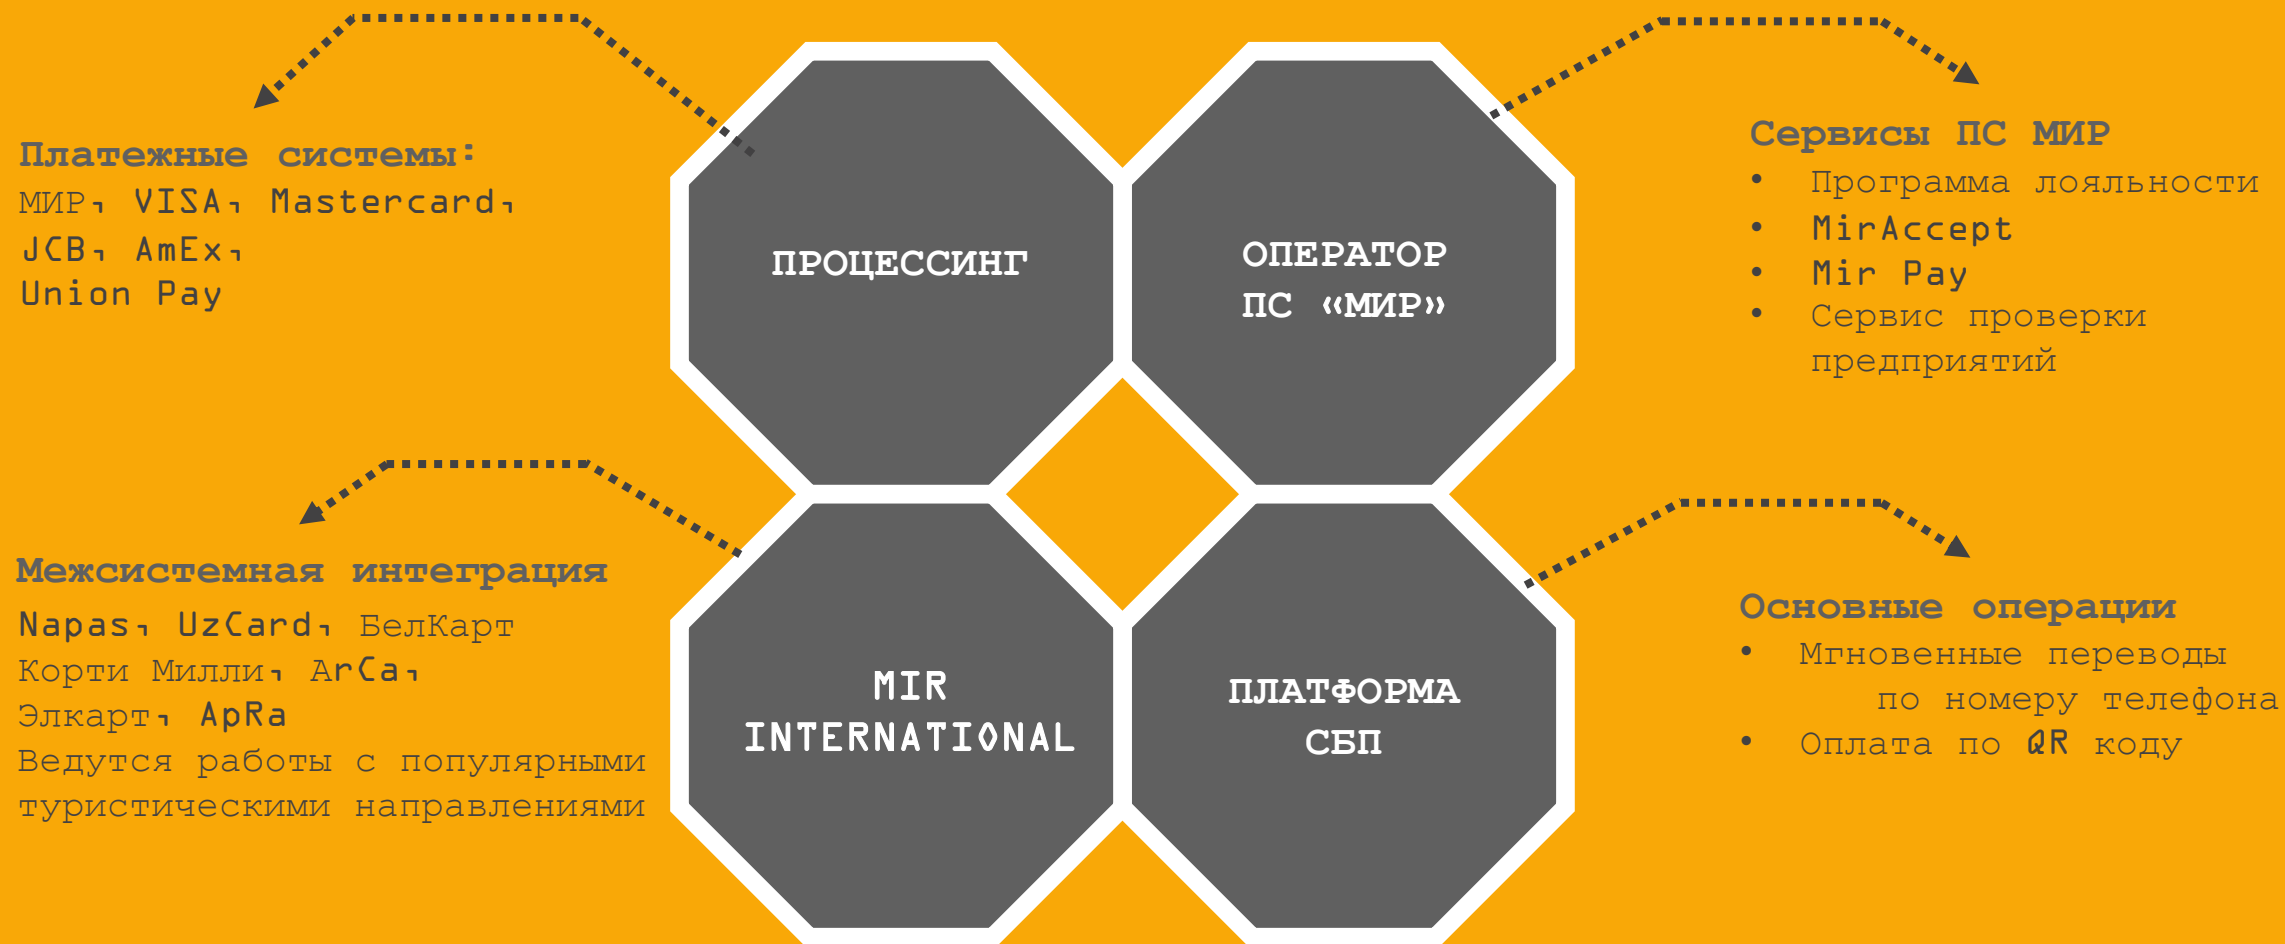 Платежные системы:
МИР, VISA, Mastercard,
JCB, AmEx,
Union Pay
ПРОЦЕССИНГ
ОПЕРАТОР
ПС «МИР»
Сервисы ПС МИР
• Программа лояльности
• MirAccept
• Mir Pay
• Сервис проверки
предприятий
Межсистемная интеграция
Napas, UzCard, БелКарт
Корти Милли, ArCa,
Элкарт, ApRa
Ведутся работы с популярными
туристическими направлениями
MIR
INTERNATIONAL
ПЛАТФОРМА
СБП
Основные операции
• Мгновенные переводы
по номеру телефона
• Оплата по QR коду